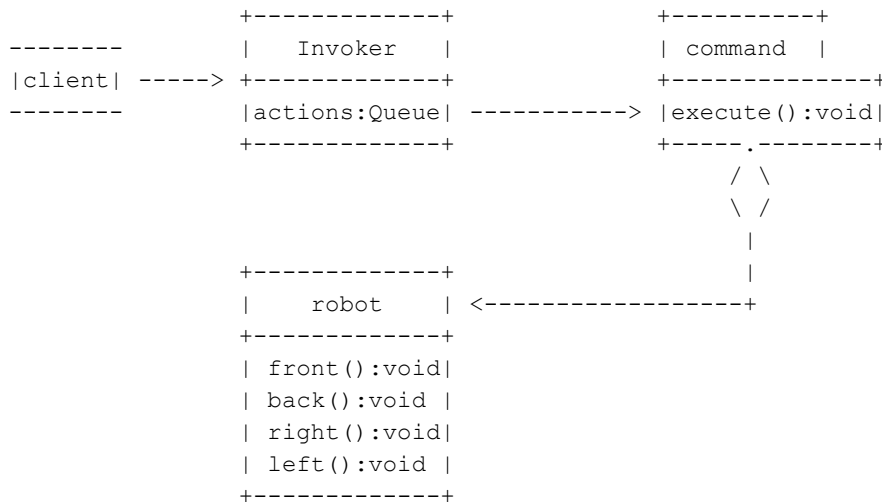 Invoker
command
client
actions:Queue
execute():void
robot
front():void
back():void
right():void
left():void